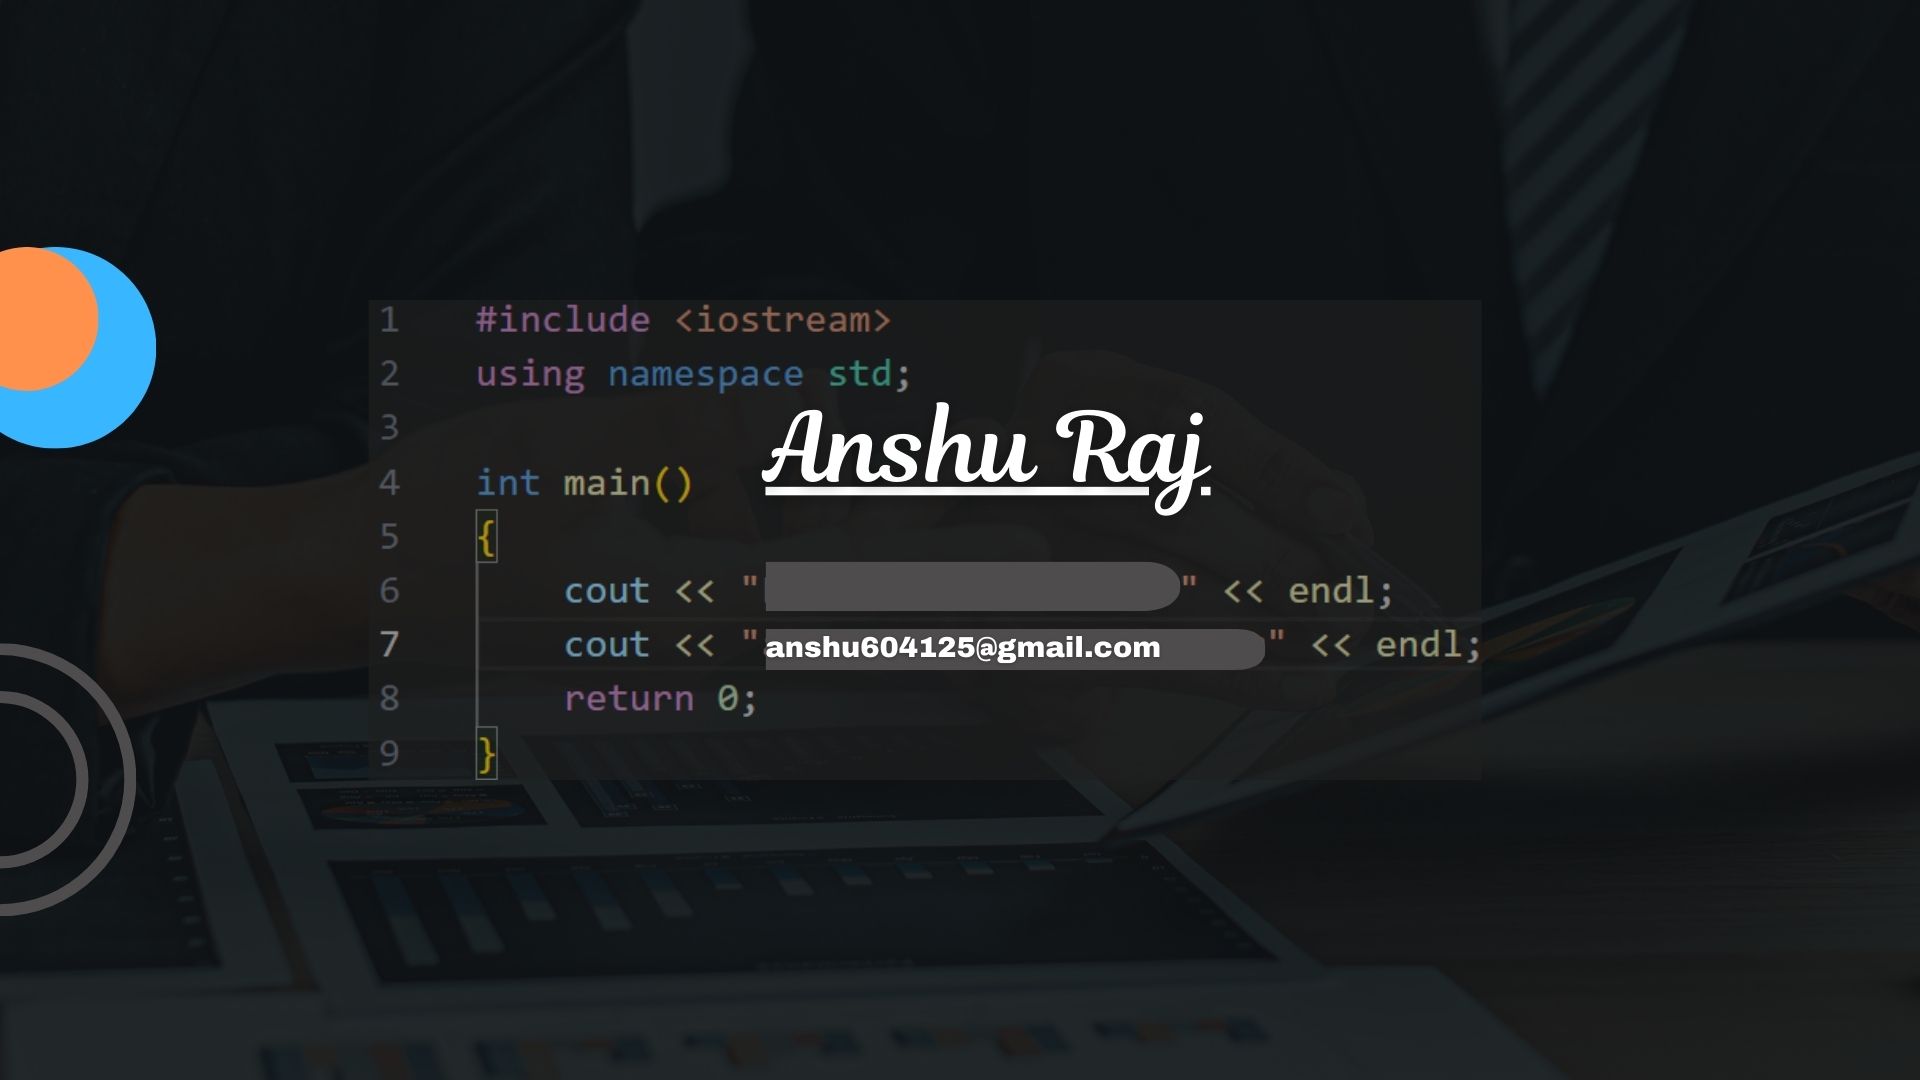 1 #include <iostream>
2 using namespace std;
3
Anshu Raj
4 int main()
5 {
6 cout << "" << endl;
7 cout << "anshu604125@gmail.com" << endl;
8 return 0;
9 }